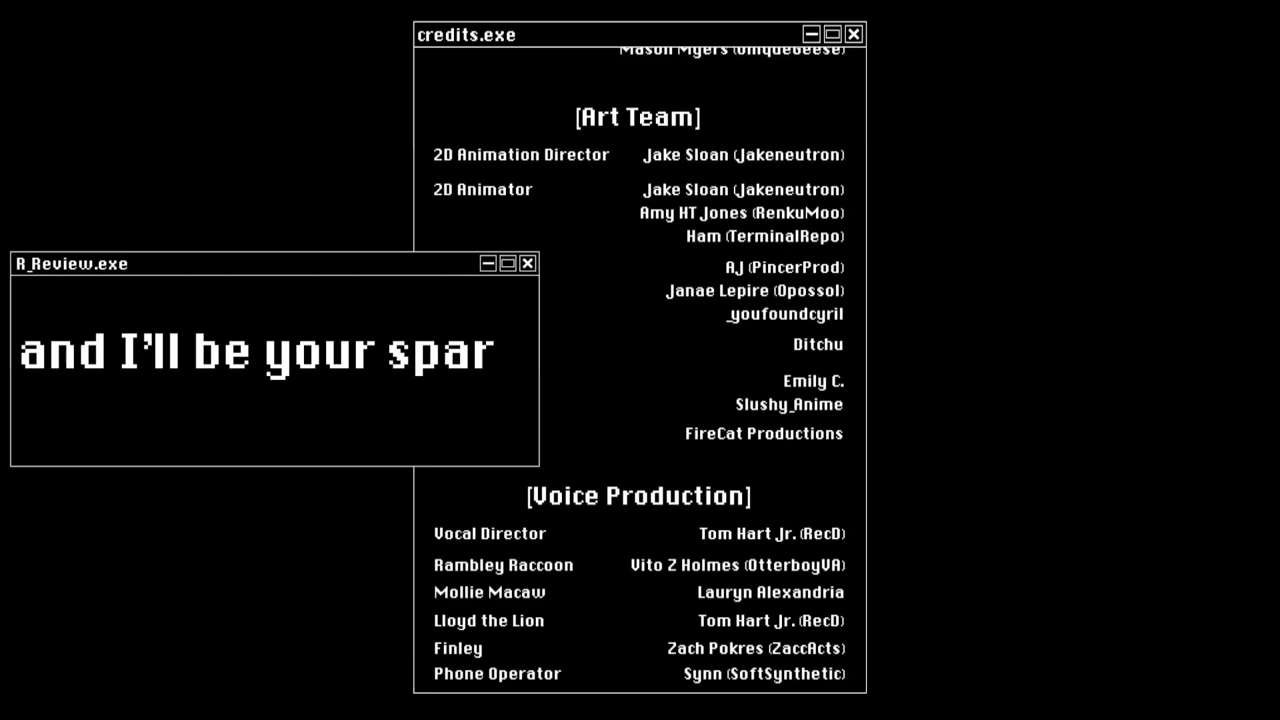 credits.exe
Mason Myers (UniqueGeese)
[Art Team]
2D Animation Director Jake Sloan (Jakeneutron)
2D Animator Jake Sloan (Jakeneutron)
Amy HT Jones (RenkuMoo)
Ham (TerminalRepo)
R_Review.exe
AJ (PincerProd)
Janae Lepire (Opossol)
_youfoundcyril
and I'll be your spar
Ditchu
Emily C.
Slushy_Anime
FireCat Productions
[Voice Production]
Vocal Director Tom Hart Jr. (RecD)
Rambley Raccoon Vito Z Holmes (OtterboyVA)
Mollie Macaw Lauryn Alexandria
Lloyd the Lion Tom Hart Jr. (RecD)
Finley Zach Pokres (ZaccActs)
Phone Operator Synn (SoftSynthetic)